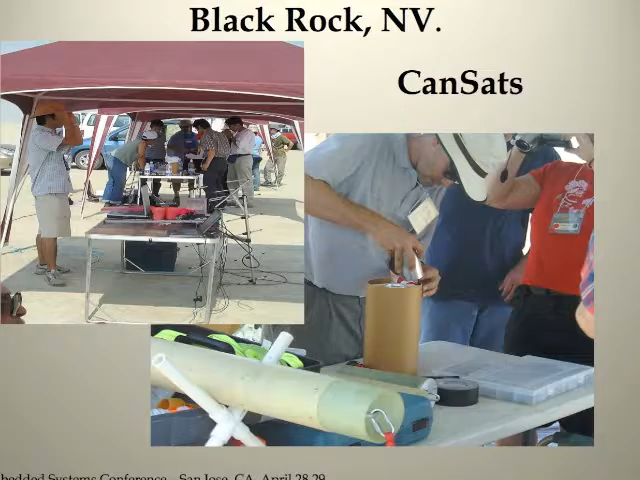 Black Rock, NV.
CanSats
bedded Systems Conference San Jose, CA, April 28-29